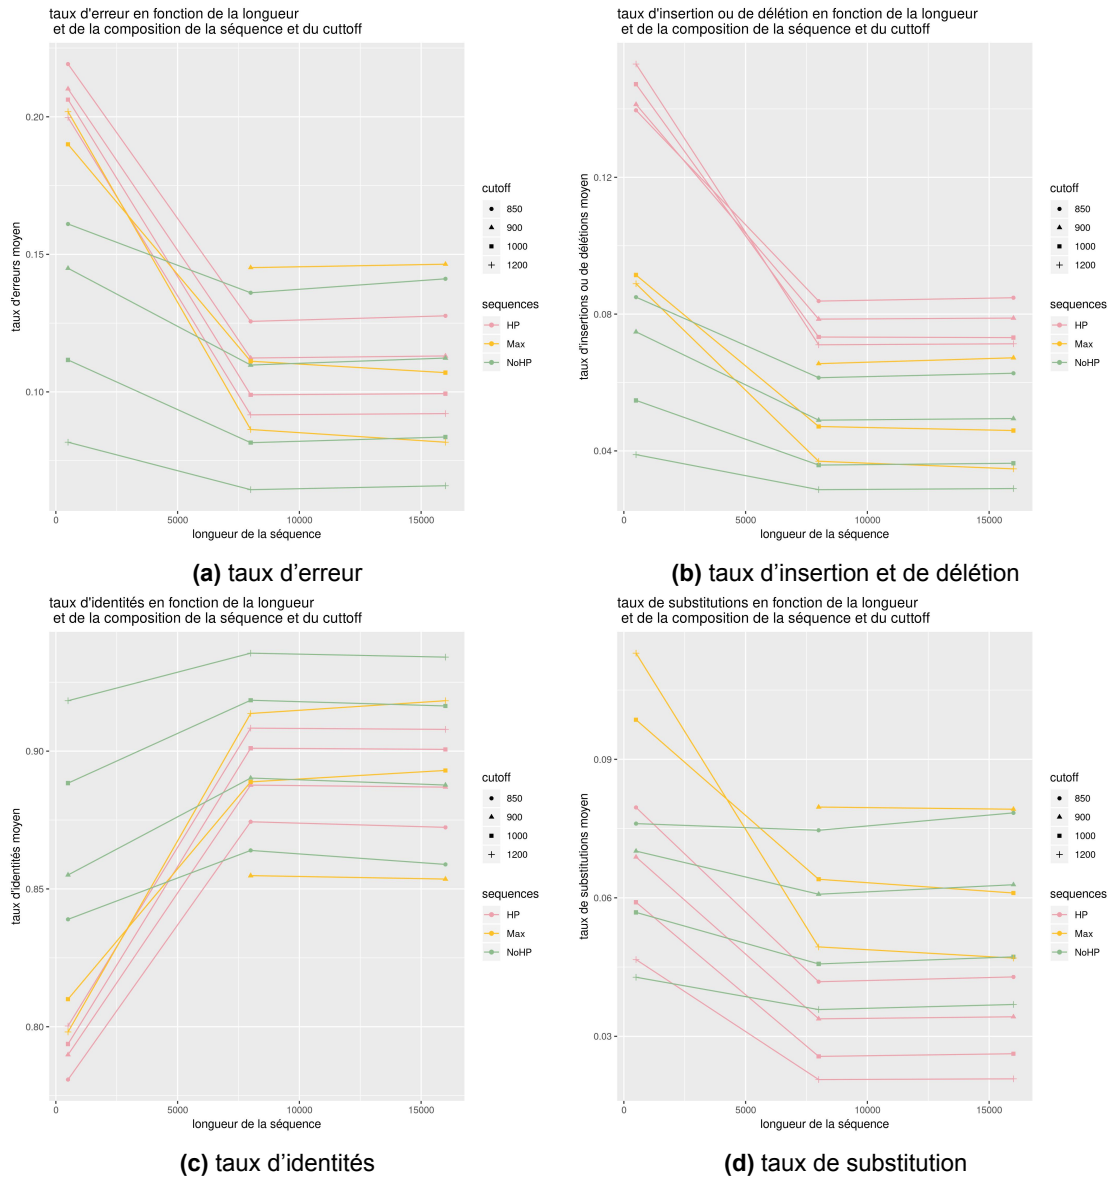 taux d'erreur en fonction de la longueur
et de la composition de la séquence et du cuttoff
0.20
0.15
0.10
taux d'erreurs moyen
0
5000
10000
15000
longueur de la séquence
cutoff
850
900
1000
1200
sequences
HP
Max
NoHP
(a) taux d'erreur
taux d'insertion ou de délétion en fonction de la longueur
et de la composition de la séquence et du cuttoff
0.12
0.08
0.04
taux d'insertions ou de délétions moyen
0
5000
10000
15000
longueur de la séquence
cutoff
850
900
1000
1200
sequences
HP
Max
NoHP
(b) taux d'insertion et de délétion
taux d'identités en fonction de la longueur
et de la composition de la séquence et du cuttoff
0.90
0.85
0.80
taux d'identités moyen
0
5000
10000
15000
longueur de la séquence
cutoff
850
900
1000
1200
sequences
HP
Max
NoHP
(c) taux d'identités
taux de substitutions en fonction de la longueur
et de la composition de la séquence et du cuttoff
0.09
0.06
0.03
taux de substitutions moyen
0
5000
10000
15000
longueur de la séquence
cutoff
850
900
1000
1200
sequences
HP
Max
NoHP
(d) taux de substitution